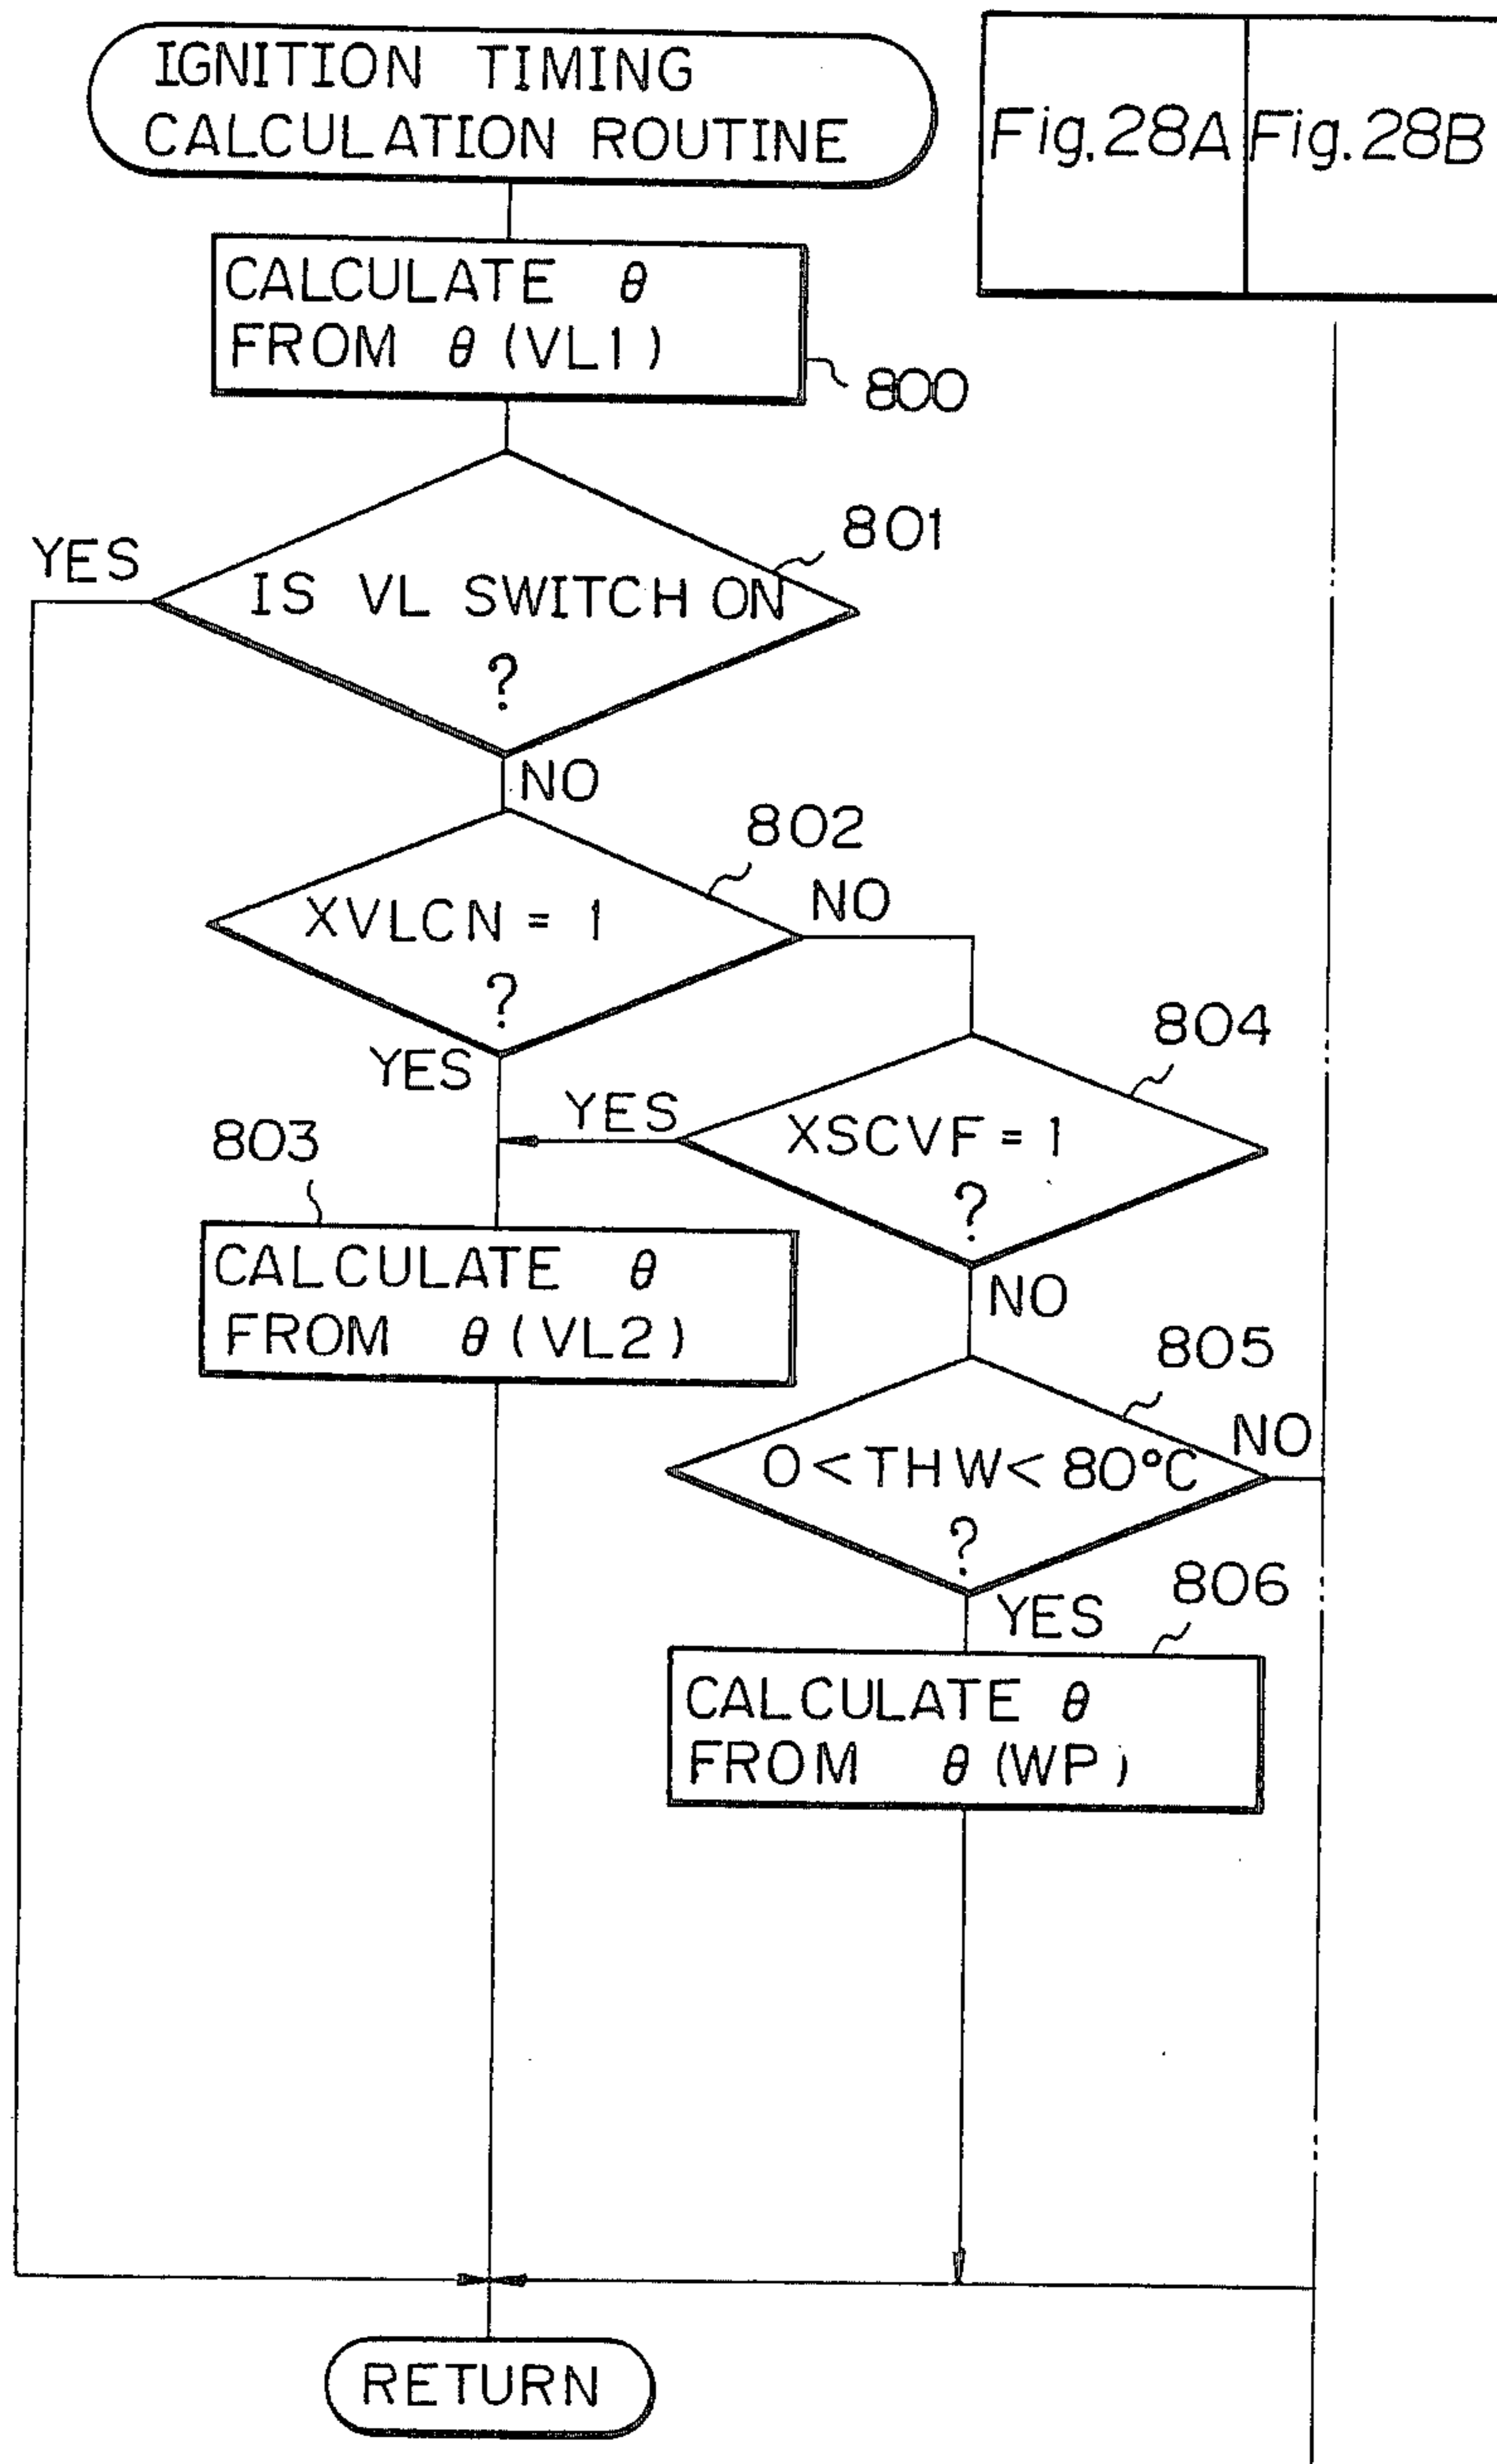 IGNITION TIMING
CALCULATION ROUTINE
Fig. 28A
Fig. 28B
CALCULATE θ
FROM θ (VL1)
800
801
YES
IS VL SWITCH ON
?
NO
802
XVLCN = 1
?
NO
YES
804
XSCVF = 1
?
YES
NO
803
CALCULATE θ
FROM θ (VL2)
805
0 < THW < 80°C
?
NO
YES
806
CALCULATE θ
FROM θ (WP)
RETURN